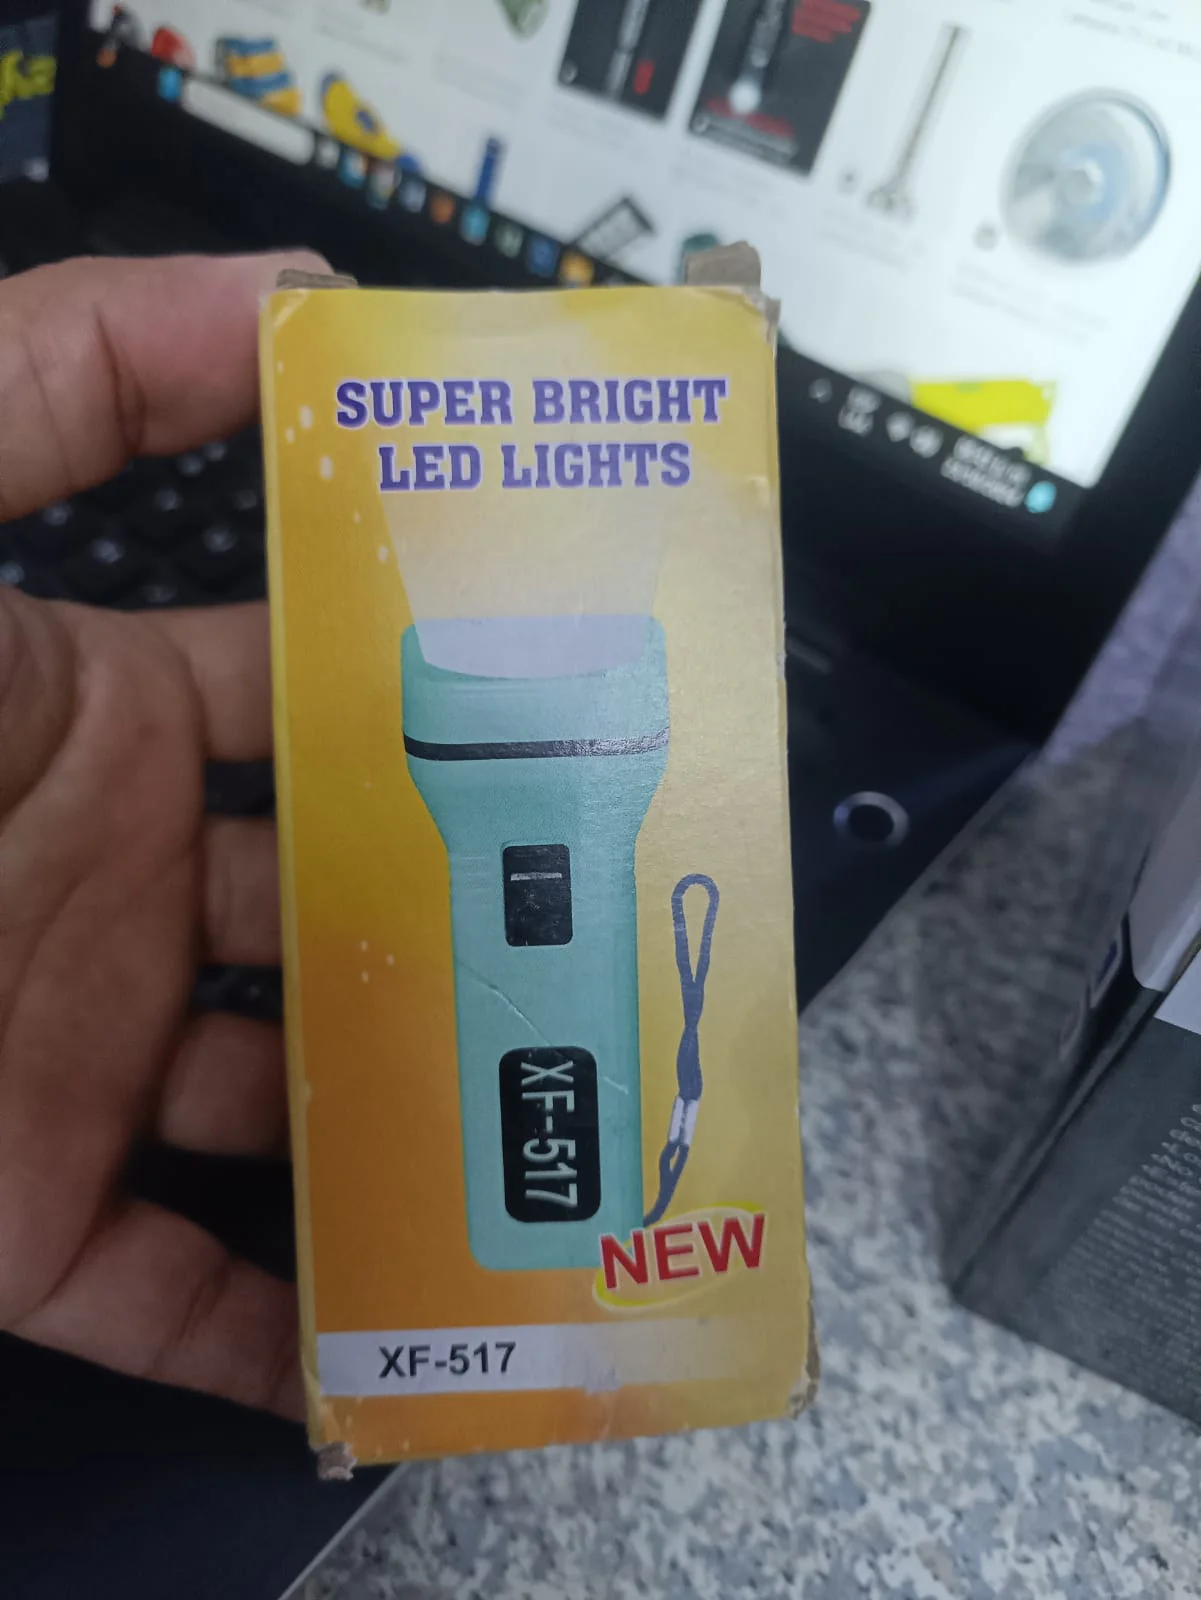 SUPER BRIGHT
LED LIGHTS
XF-517
NEW
XF-517